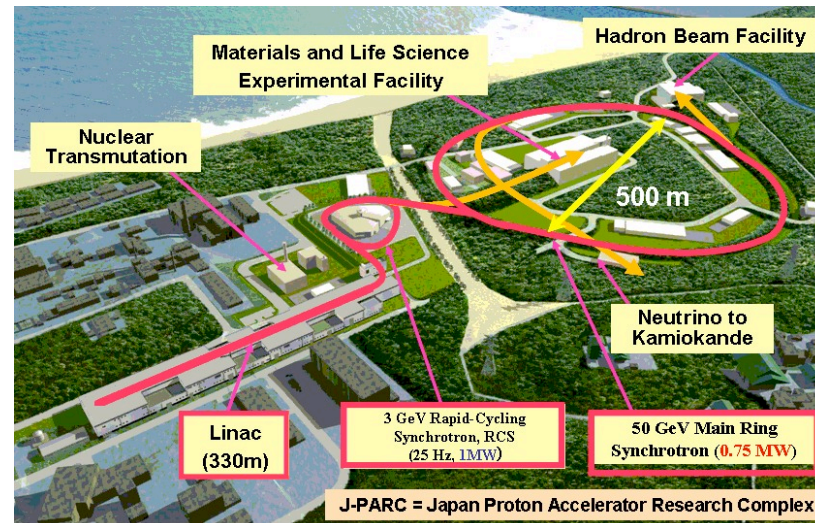 Hadron Beam Facility
Materials and Life Science
Experimental Facility
Nuclear
Transmutation
500 m
Neutrino to
Kamiokande
Linac
(330m)
3 GeV Rapid-Cycling
Synchrotron, RCS
(25 Hz, 1MW)
50 GeV Main Ring
Synchrotron (0.75 MW)
J-PARC = Japan Proton Accelerator Research Complex